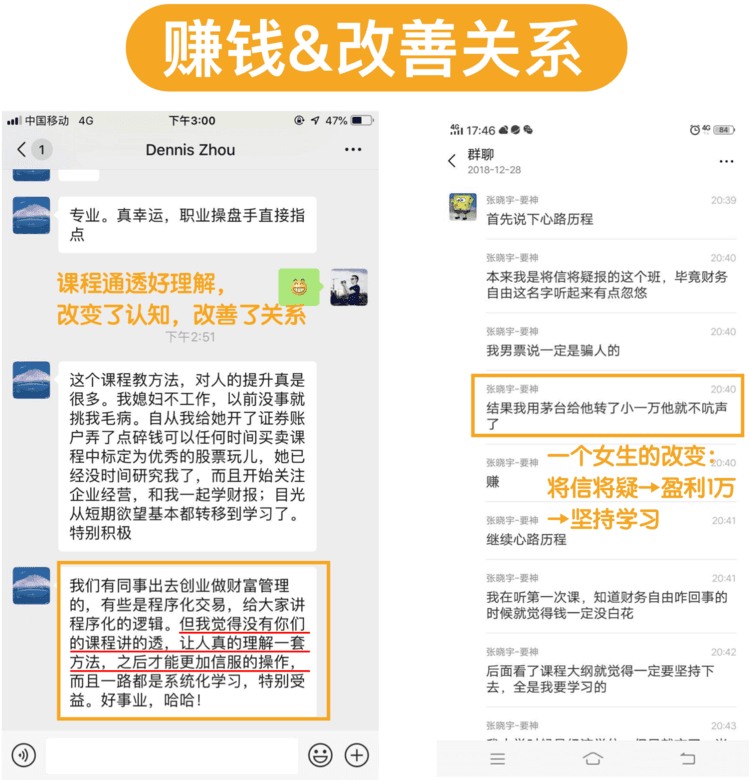 赚钱&改善关系
中国移动 4G 下午3:00 47%
1 Dennis Zhou
专业。真幸运，职业操盘手直接指
点
课程通透好理解，
改变了认知，改善了关系
下午2:51
这个课程教方法，对人的提升真是
很多。我媳妇不工作，以前没事就
挑我毛病。自从我给她开了证券账
户弄了点碎钱可以任何时间买卖课
程中标定为优秀的股票玩儿，她已
经没时间研究我了，而且开始关注
企业经营，和我一起学财报；目光
从短期欲望基本都转移到学习了。
特别积极
我们有同事出去创业做财富管理
的，有些是程序化交易，给大家讲
程序化的逻辑。但我觉得没有你们
的课程讲的透，让人真的理解一套
方法，之后才能更加信服的操作，
而且一路都是系统化学习，特别受
益。好事业，哈哈！
4G 17:46 4G 84
群聊
2018-12-28
张晓宇-要神 20:39
首先说下心路历程
张晓宇-要神 20:40
本来我是将信将疑报的这个班，毕竟财务
自由这名字听起来有点忽悠
张晓宇-要神 20:40
我男票说一定是骗人的
张晓宇-要神 20:40
结果我用茅台给他转了小一万他就不吭声
了
张晓宇-要神 20:40
赚
一个女生的改变：
将信将疑→盈利1万
→坚持学习
张晓宇-要神 20:41
继续心路历程
张晓宇-要神 20:41
我在听第一次课，知道财务自由咋回事的
时候就觉得钱一定没白花
张晓宇-要神 20:42
后面看了课程大纲就觉得一定要坚持下
去，全是我要学习的
张晓宇-要神 20:43